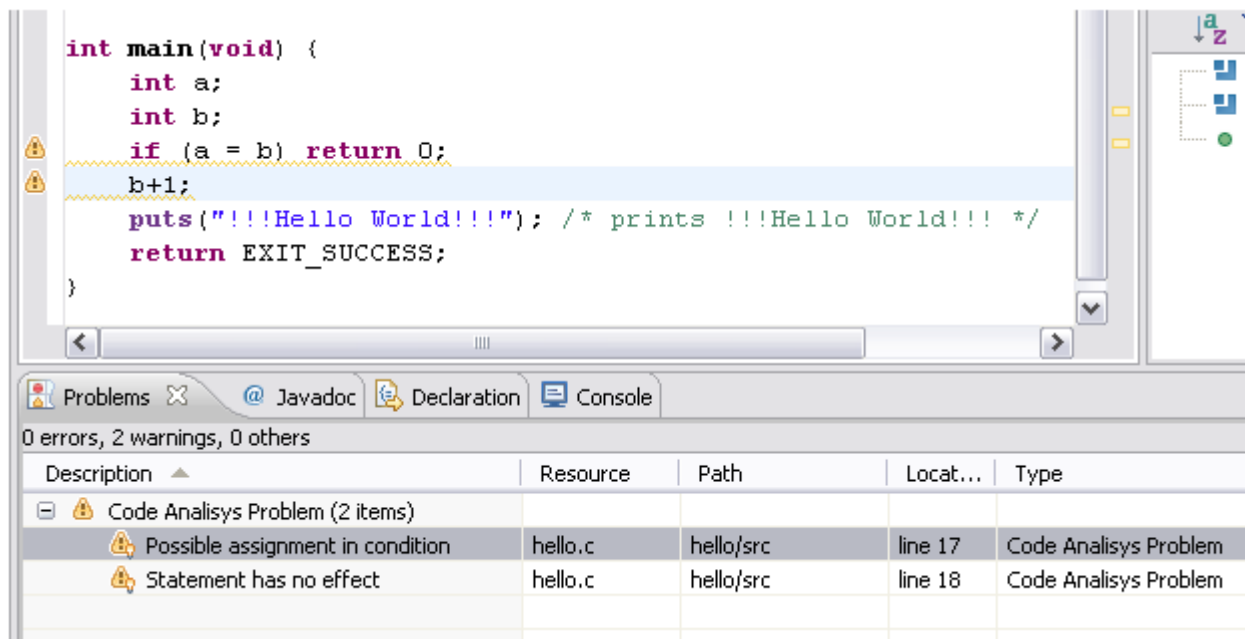 a
z
int main(void) {
int a;
int b;
if (a = b) return 0;
b+1;
puts("!!!Hello World!!!"); /* prints !!!Hello World!!! */
return EXIT_SUCCESS;
}
Problems @ Javadoc Declaration Console
0 errors, 2 warnings, 0 others
Description Resource Path Locat... Type
Code Analisys Problem (2 items)
Possible assignment in condition hello.c hello/src line 17 Code Analisys Problem
Statement has no effect hello.c hello/src line 18 Code Analisys Problem